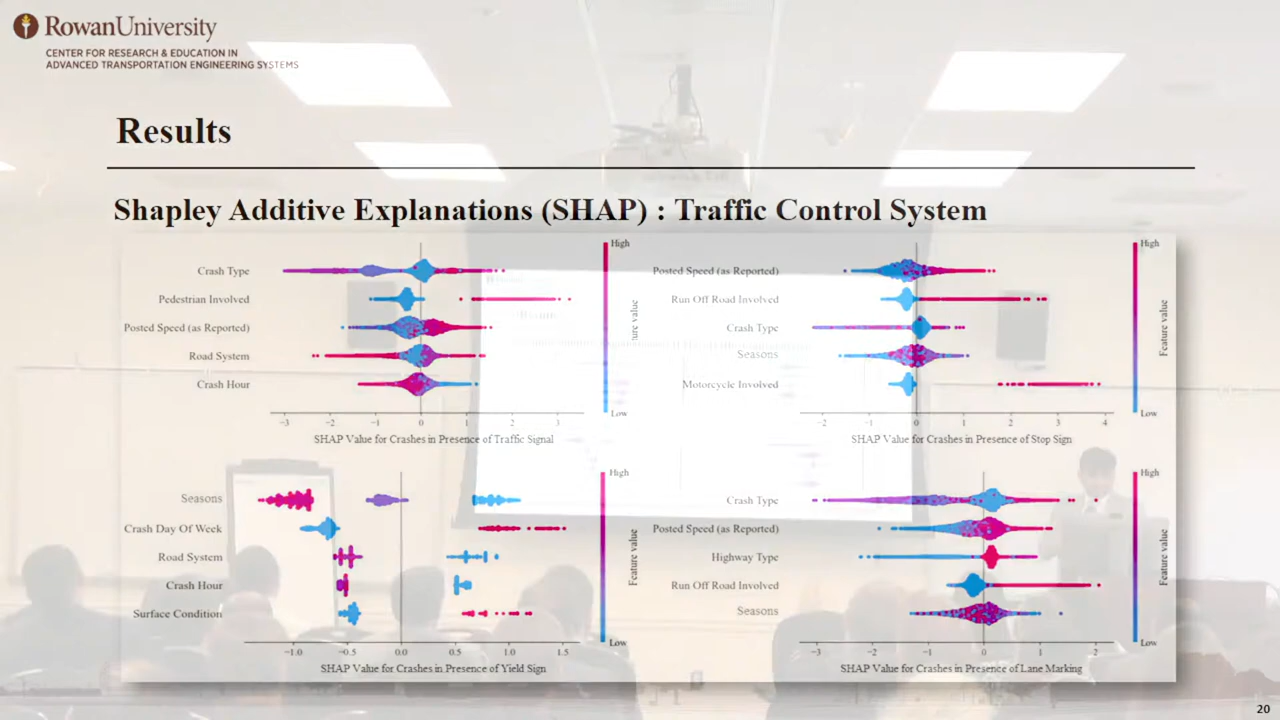 RowanUniversity
CENTER FOR RESEARCH & EDUCATION IN
ADVANCED TRANSPORTATION ENGINEERING SYSTEMS
Results
Shapley Additive Explanations (SHAP) : Traffic Control System
High
Crash Type
Pedestrian Involved
Posted Speed (as Reported)
Road System
Crash Hour
ure value
Low
-3 -2 -1 0 1 2 3
SHAP Value for Crashes in Presence of Traffic Signal
High
Posted Speed (as Reported)
Run Off Road Involved
Crash Type
Seasons
Motorcycle Involved
Feature value
Low
-2 -1 0 1 2 3 4
SHAP Value for Crashes in Presence of Stop Sign
High
Seasons
Crash Day Of Week
Road System
Crash Hour
Surface Condition
Feature value
Low
-1.0 -0.5 0.0 0.5 1.0 1.5
SHAP Value for Crashes in Presence of Yield Sign
High
Crash Type
Posted Speed (as Reported)
Highway Type
Run Off Road Involved
Seasons
Feature value
Low
-3 -2 -1 0 1 2
SHAP Value for Crashes in Presence of Lane Marking
20